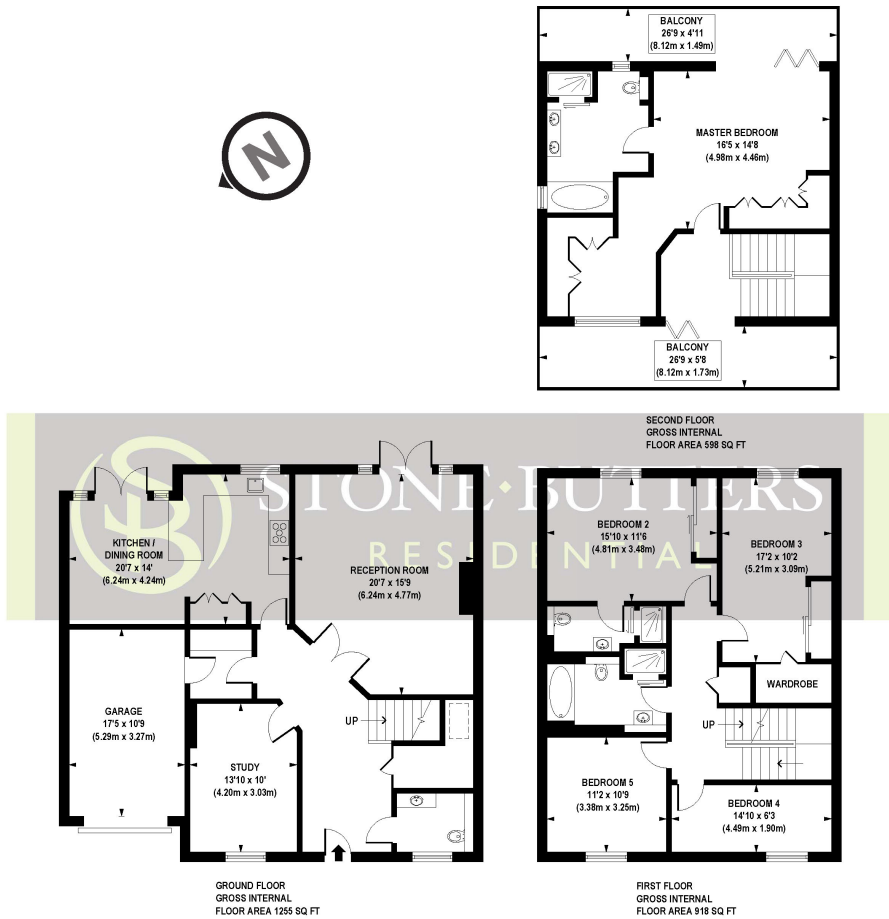 BALCONY
26'9 x 4'11
(8.12m x 1.49m)
MASTER BEDROOM
16'5 x 14'8
(4.98m x 4.46m)
N
BALCONY
26'9 x 5'8
(8.12m x 1.73m)
SECOND FLOOR
GROSS INTERNAL
FLOOR AREA 598 SQ FT
SB
STONE BUTTERS
RESIDENTIAL
KITCHEN /
DINING ROOM
20'7 x 14'
(6.24m x 4.24m)
RECEPTION ROOM
20'7 x 15'9
(6.24m x 4.77m)
GARAGE
17'5 x 10'9
(5.29m x 3.27m)
STUDY
13'10 x 10'
(4.20m x 3.03m)
UP
GROUND FLOOR
GROSS INTERNAL
FLOOR AREA 1255 SQ FT
BEDROOM 2
15'10 x 11'6
(4.81m x 3.48m)
BEDROOM 3
17'2 x 10'2
(5.21m x 3.09m)
WARDROBE
UP
BEDROOM 5
11'2 x 10'9
(3.38m x 3.25m)
BEDROOM 4
14'10 x 6'3
(4.49m x 1.90m)
FIRST FLOOR
GROSS INTERNAL
FLOOR AREA 918 SQ FT